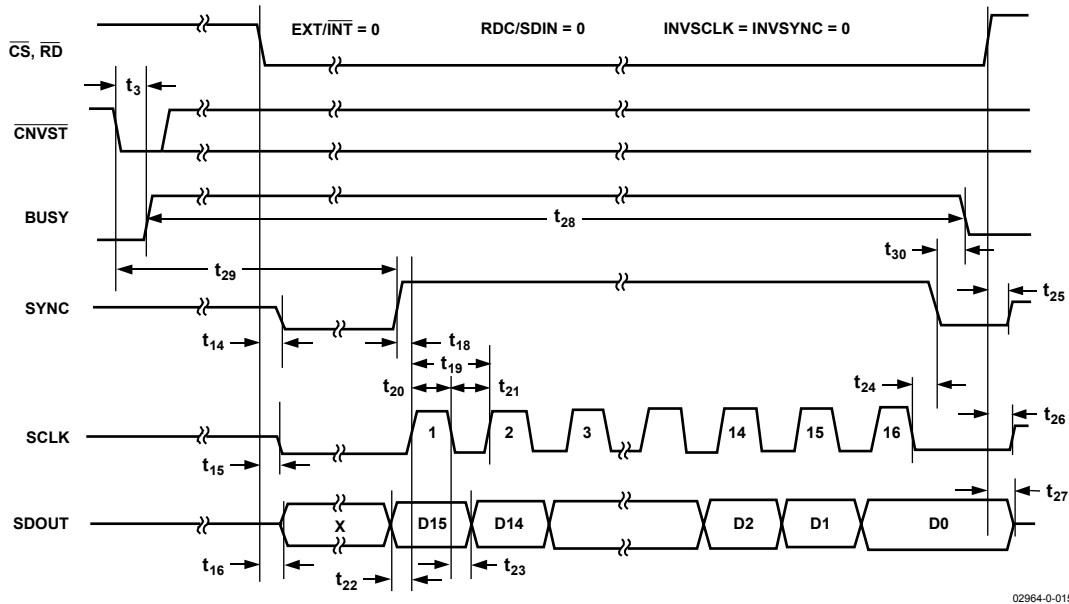 EXT/INT = 0 RDC/SDIN = 0 INVSCLK = INVSYNC = 0
CS, RD
t3
CNVST
BUSY
t28
t30
t29
SYNC
t25
t14
t18
t19
t20
t21
t24
t26
SCLK
1 2 3 14 15 16
t15
t27
SDOUT
X D15 D14 D2 D1 D0
t16
t22
t23
02964-0-015